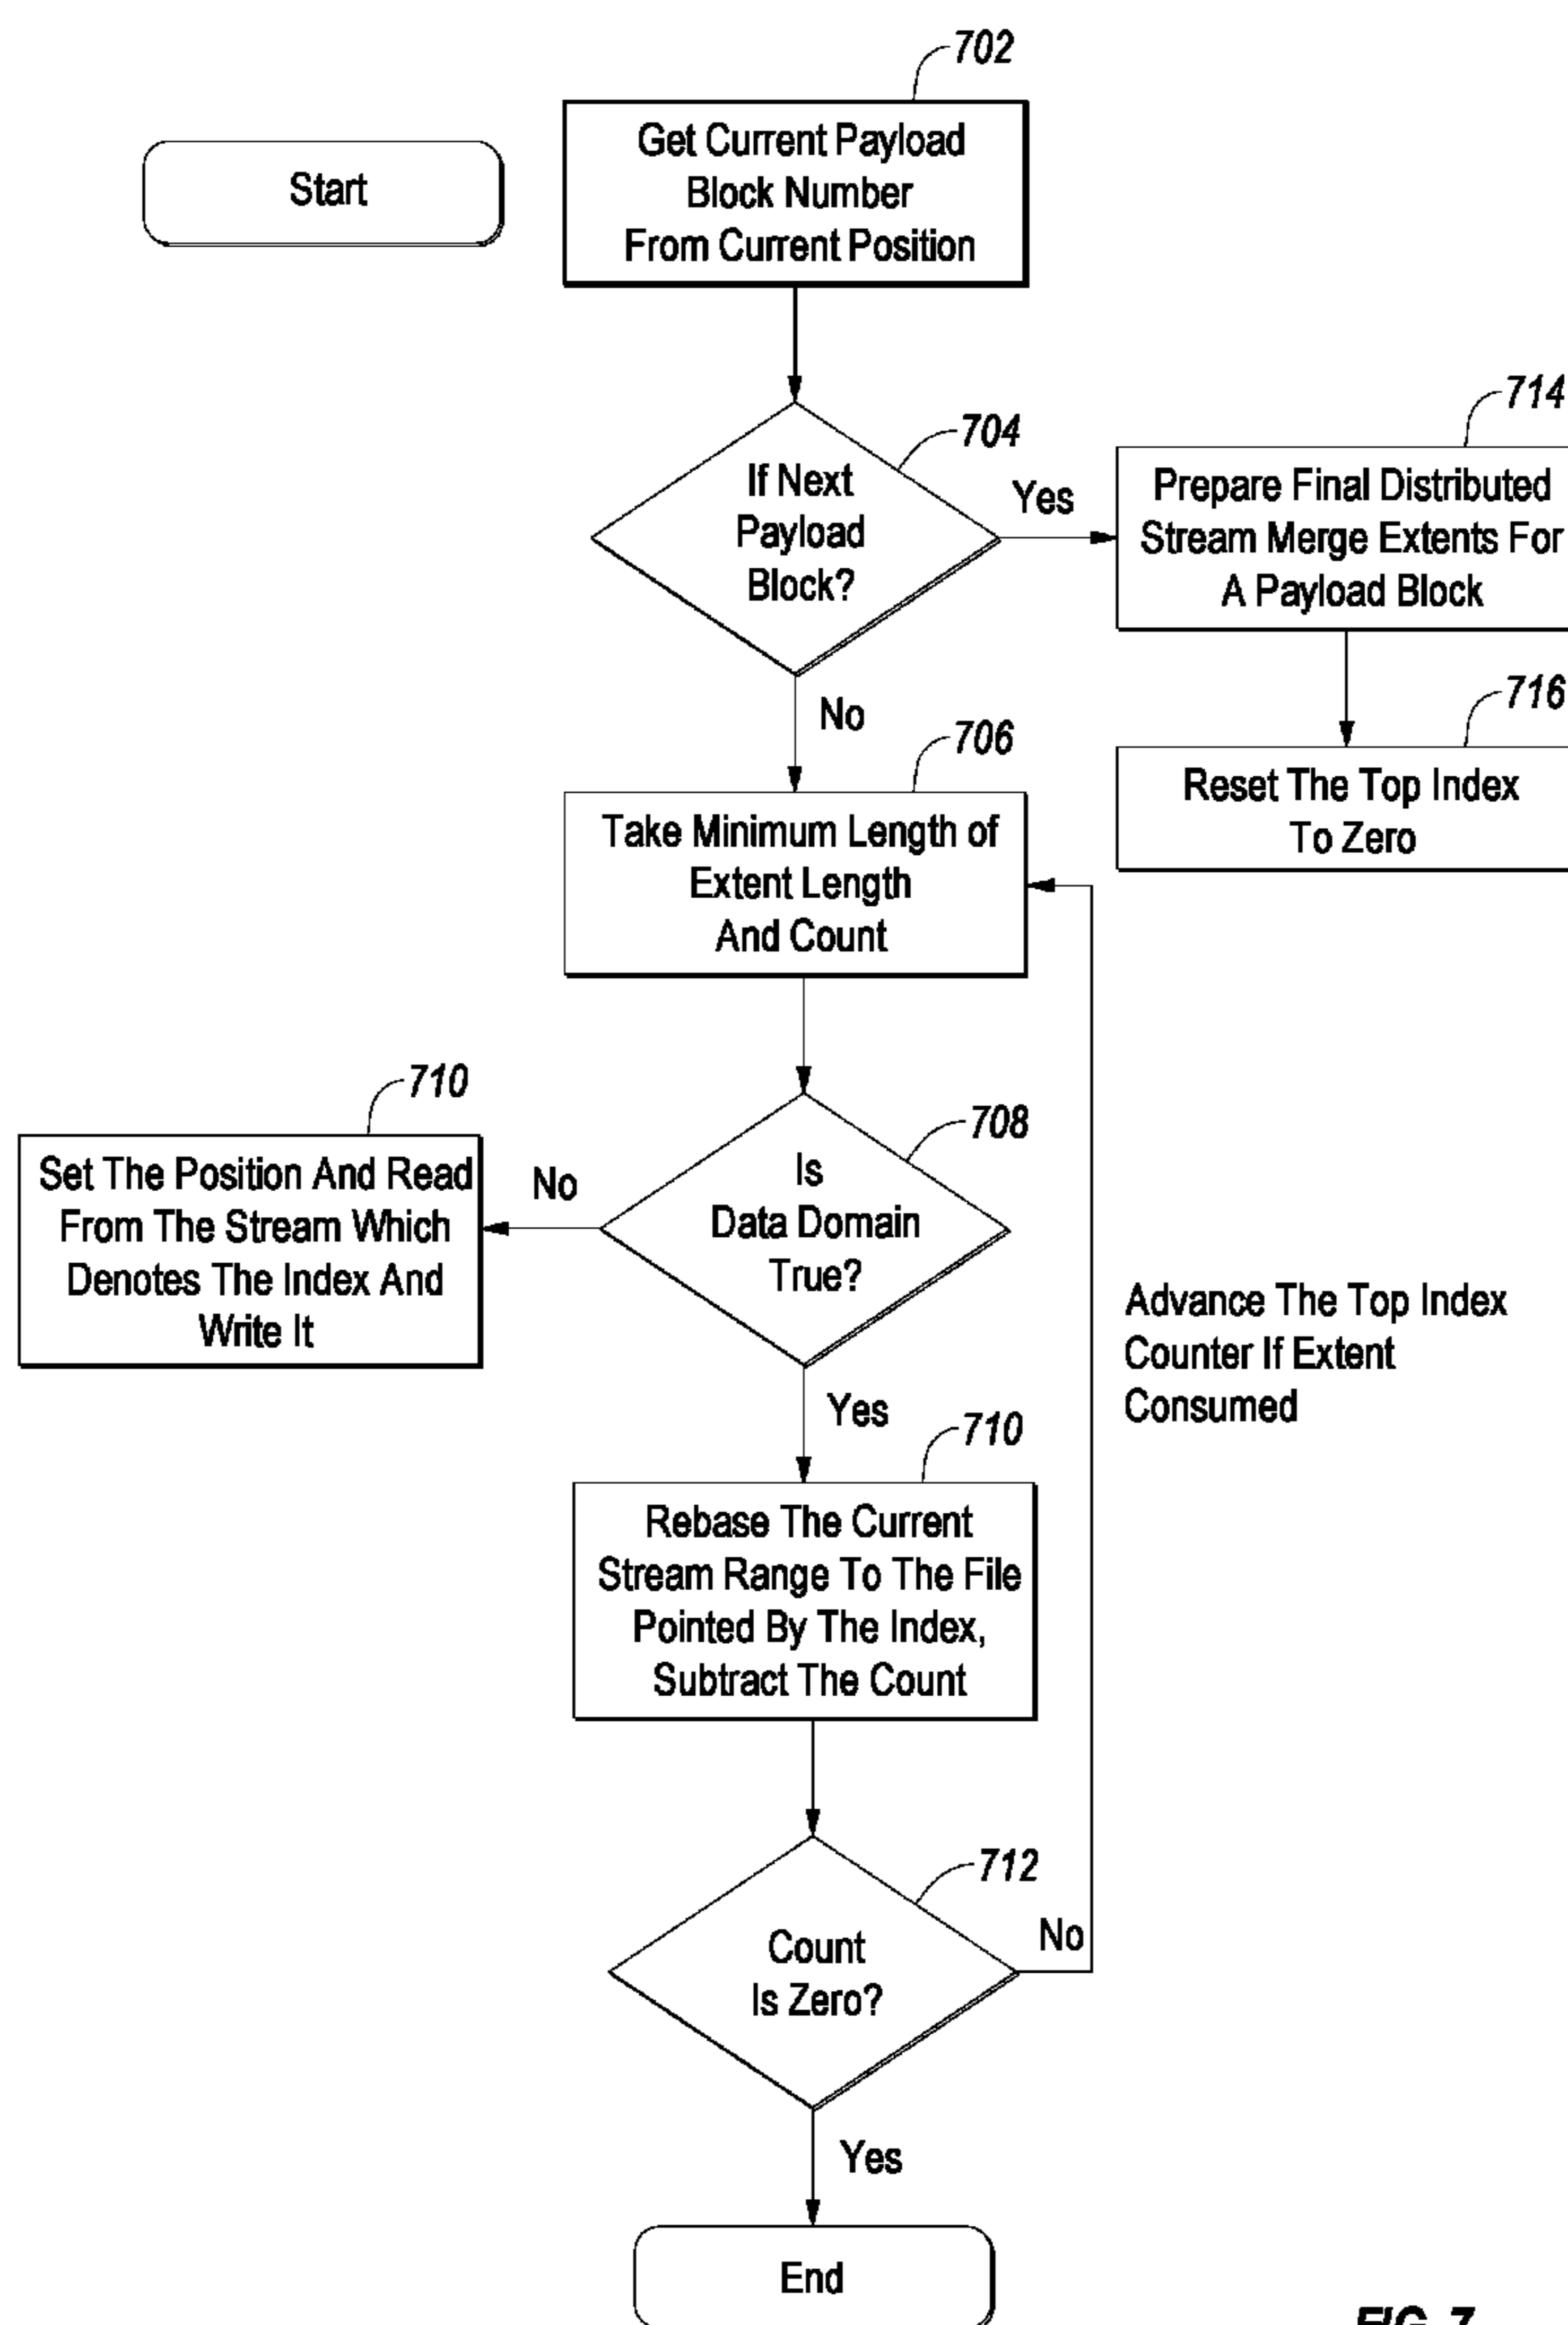 702
Start
Get Current Payload
Block Number
From Current Position
704
If Next
Payload
Block?
Yes
714
Prepare Final Distributed
Stream Merge Extents For
A Payload Block
No
716
Reset The Top Index
To Zero
706
Take Minimum Length of
Extent Length
And Count
710
Set The Position And Read
From The Stream Which
Denotes The Index And
Write It
No
708
Is
Data Domain
True?
Advance The Top Index
Counter If Extent
Consumed
Yes
710
Rebase The Current
Stream Range To The File
Pointed By The Index,
Subtract The Count
712
Count
Is Zero?
No
Yes
End
FIG. 7